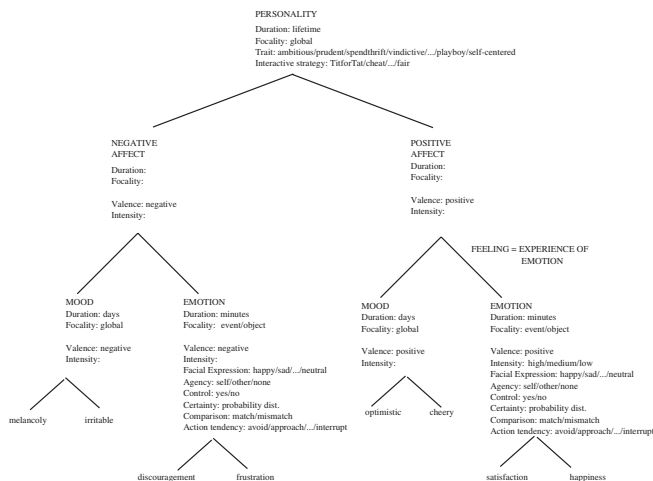 PERSONALITY
Duration: lifetime
Focality: global
Trait: ambitious/prudent/spendthrift/vindictive/.../playboy/self-centered
Interactive strategy: TitforTat/cheat/.../fair
NEGATIVE
AFFECT
Duration:
Focality:
Valence: negative
Intensity:
POSITIVE
AFFECT
Duration:
Focality:
Valence: positive
Intensity:
FEELING = EXPERIENCE OF
EMOTION
MOOD
Duration: days
Focality: global
Valence: negative
Intensity:
EMOTION
Duration: minutes
Focality: event/object
Valence: negative
Intensity:
Facial Expression: happy/sad/.../neutral
Agency: self/other/none
Control: yes/no
Certainty: probability dist.
Comparison: match/mismatch
Action tendency: avoid/approach/.../interrupt
MOOD
Duration: days
Focality: global
Valence: positive
Intensity:
EMOTION
Duration: minutes
Focality: event/object
Valence: positive
Intensity: high/medium/low
Facial Expression: happy/sad/.../neutral
Agency: self/other/none
Control: yes/no
Certainty: probability dist.
Comparison: match/mismatch
Action tendency: avoid/approach/.../interrupt
melancoly
irritable
optimistic
cheery
discouragement
frustration
satisfaction
happiness